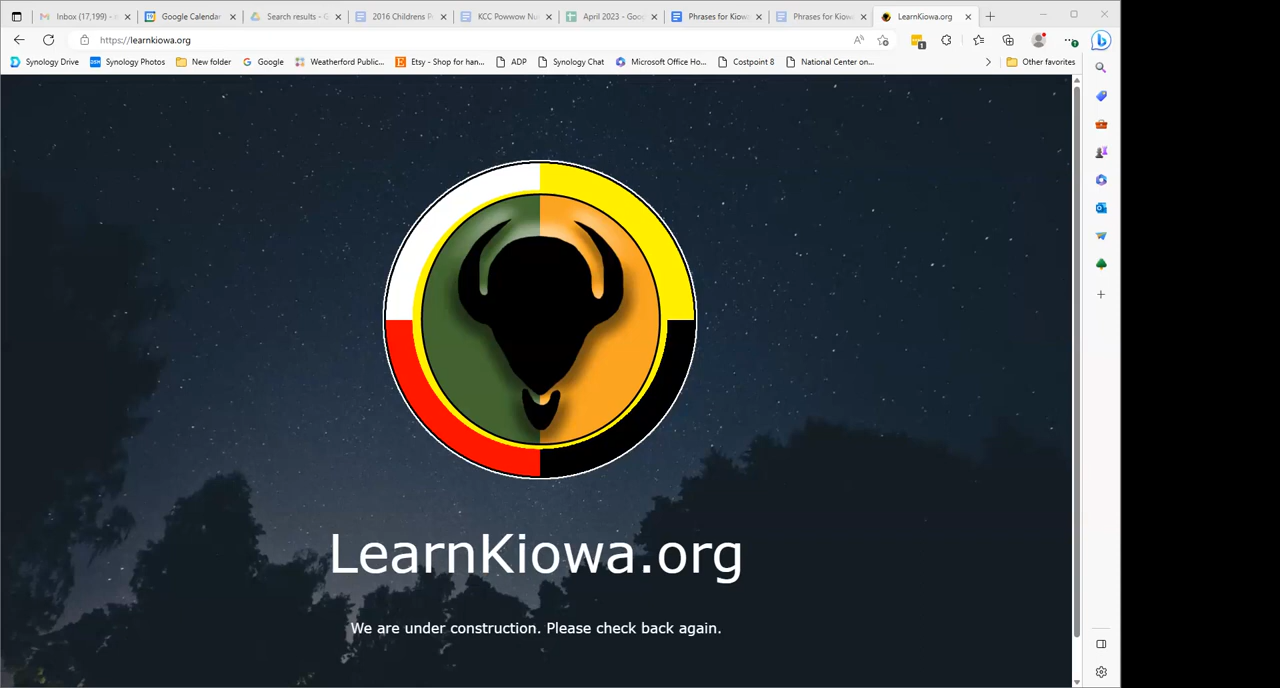 Inbox (17,199) -
Google Calendar
Search results - G
2016 Childrens P
KCC Powwow Nu
April 2023 - Goo
Phrases for Kiow
Phrases for Kiow
LearnKiowa.org
https://learnkiowa.org
Synology Drive
Synology Photos
New folder
Google
Weatherford Public...
Etsy - Shop for han...
ADP
Synology Chat
Microsoft Office Ho...
Costpoint 8
National Center on...
Other favorites
LearnKiowa.org
We are under construction. Please check back again.